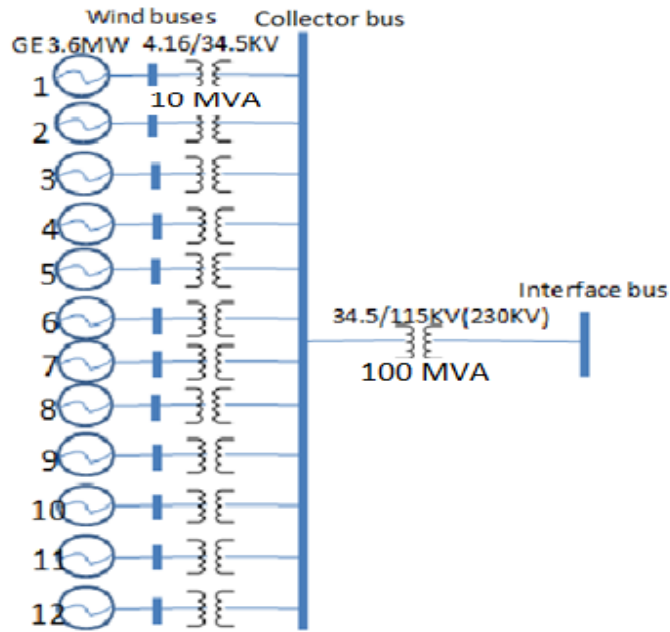 Wind buses
Collector bus
GE 3.6MW 4.16/34.5KV
1
10 MVA
2
3
4
5
Interface bus
6
34.5/115KV(230KV)
7
100 MVA
8
9
10
11
12